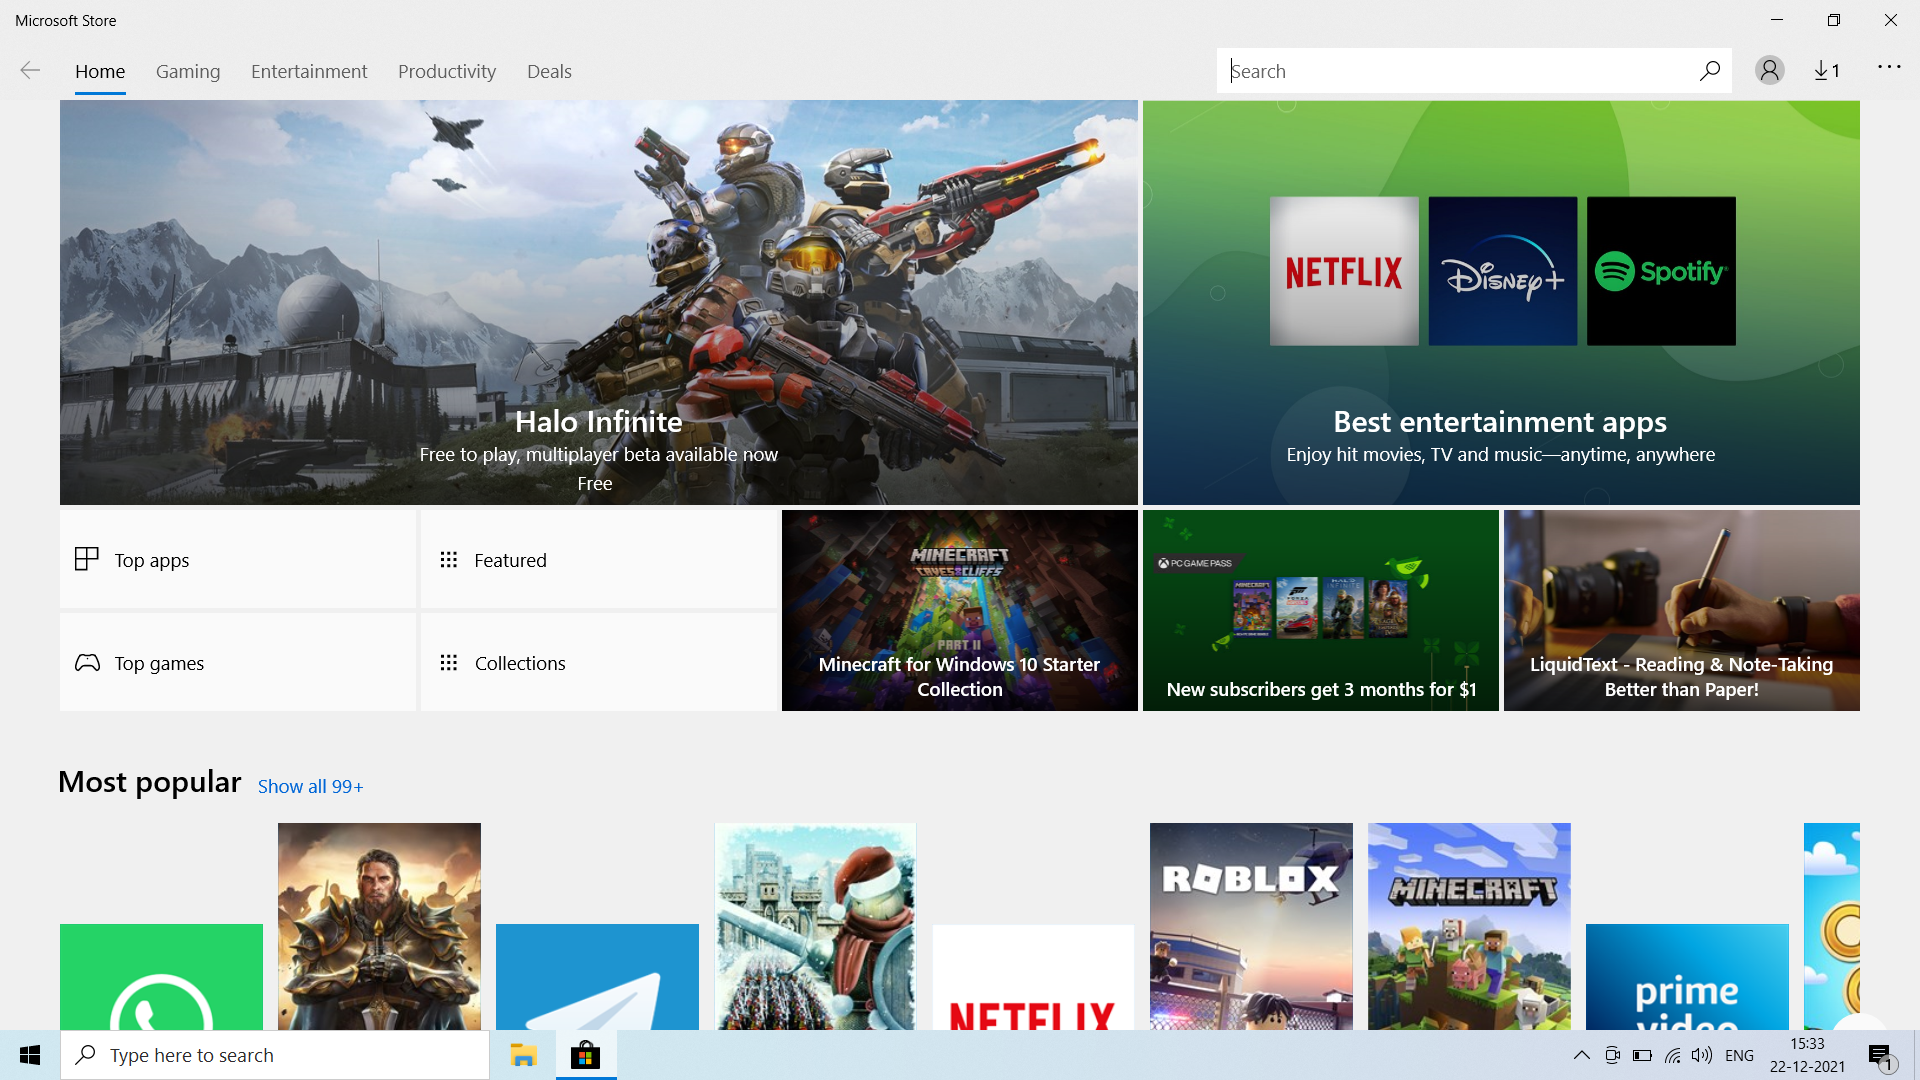 Microsoft Store
Home
Gaming
Entertainment
Productivity
Deals
Search
1
Halo Infinite
Free to play, multiplayer beta available now
Free
NETFLIX
Disney+
Spotify
Best entertainment apps
Enjoy hit movies, TV and music—anytime, anywhere
Top apps
Featured
Top games
Collections
MINECRAFT
CAVES & CLIFFS
PART II
Minecraft for Windows 10 Starter
Collection
PC GAME PASS
MINECRAFT
HALO
INFINITE
New subscribers get 3 months for $1
LiquidText - Reading & Note-Taking
Better than Paper!
Most popular
Show all 99+
NETFLIX
ROBLOX
MINECRAFT
prime
video
Type here to search
ENG
15:33
22-12-2021
1